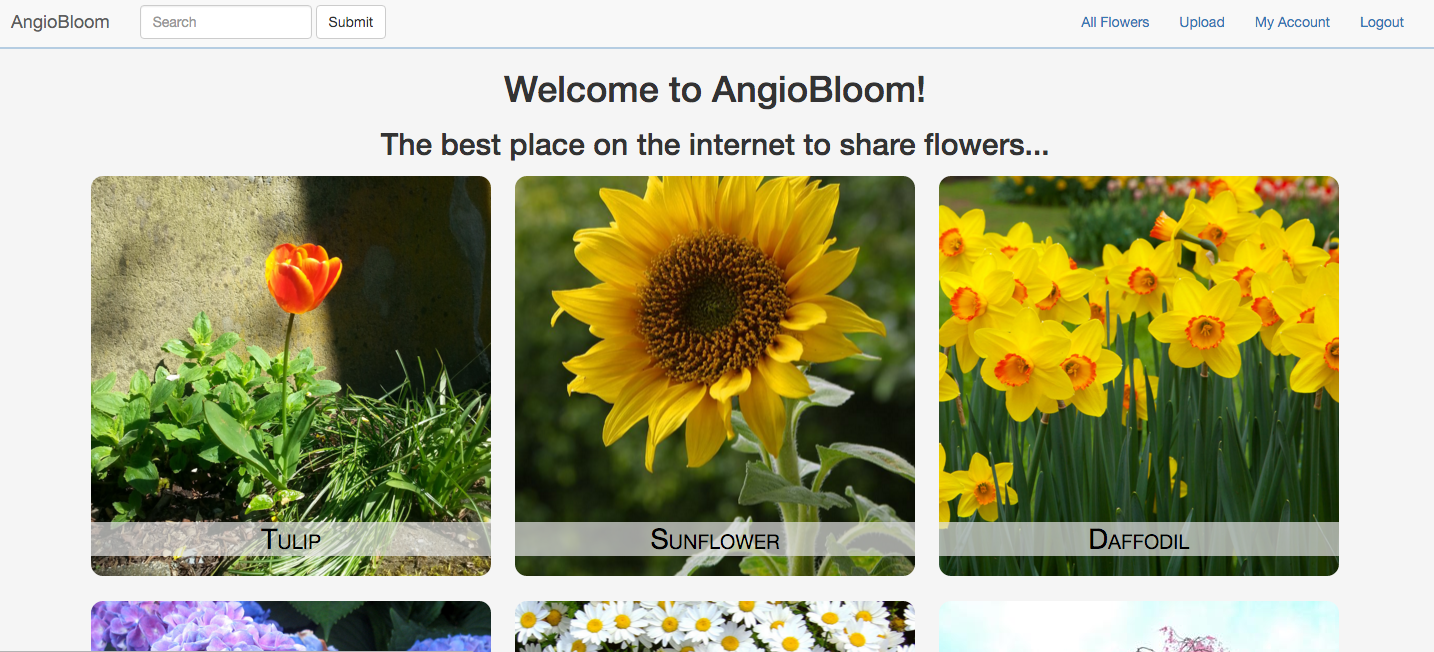 AngioBloom Search Submit All Flowers Upload My Account Logout
Welcome to AngioBloom!
The best place on the internet to share flowers...
Tulip Sunflower Daffodil